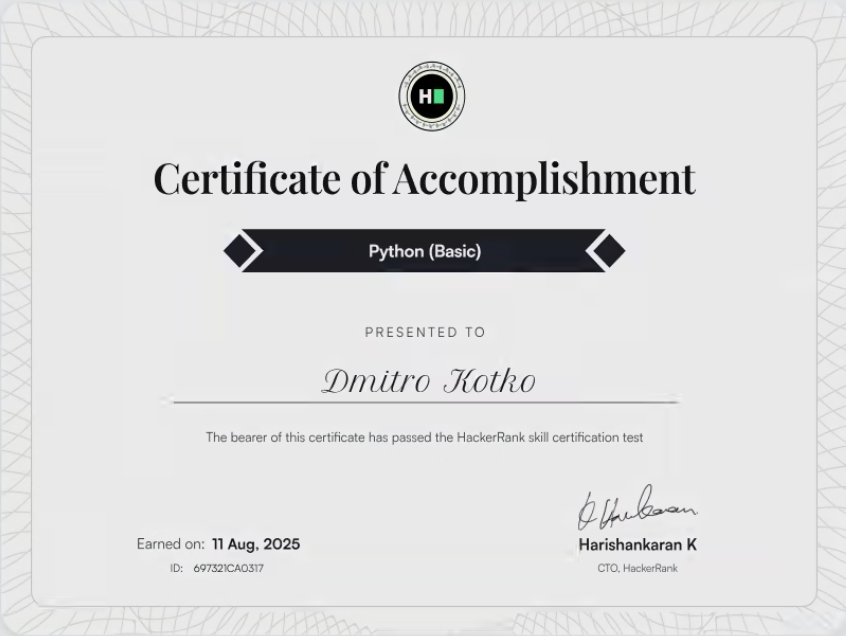 H
Certificate of Accomplishment
Python (Basic)
PRESENTED TO
Dmitro Kotko
The bearer of this certificate has passed the HackerRank skill certification test
Earned on: 11 Aug, 2025
ID: 697321CA0317
Harishankaran K
CTO, HackerRank